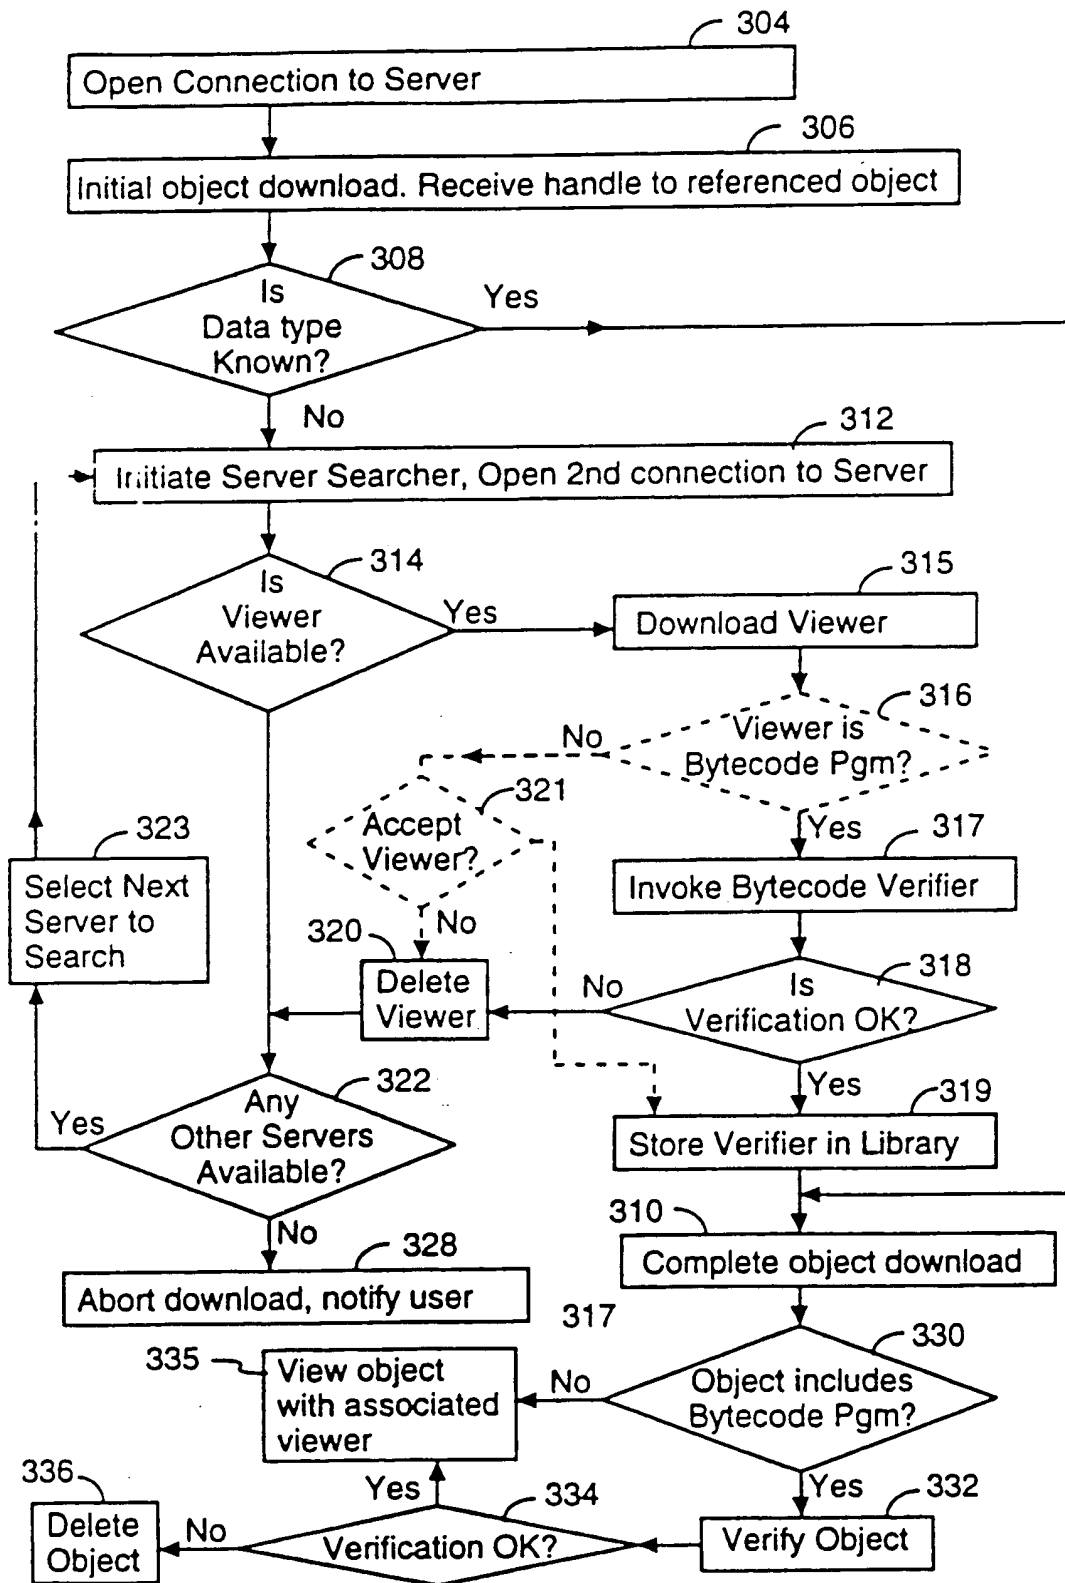 304
Open Connection to Server
306
Initial object download. Receive handle to referenced object
308
Is
Data type
Known?
Yes
No
312
Initiate Server Searcher, Open 2nd connection to Server
314
Is
Viewer
Available?
Yes
315
Download Viewer
316
Viewer is
Bytecode Pgm?
No
Yes
321
Accept
Viewer?
No
317
Invoke Bytecode Verifier
323
Select Next
Server to
Search
320
Delete
Viewer
318
Is
Verification OK?
No
Yes
322
Any
Other Servers
Available?
Yes
No
319
Store Verifier in Library
310
Complete object download
328
Abort download, notify user
317
330
Object includes
Bytecode Pgm?
No
Yes
335
View object
with associated
viewer
332
Verify Object
334
Verification OK?
Yes
No
336
Delete
Object